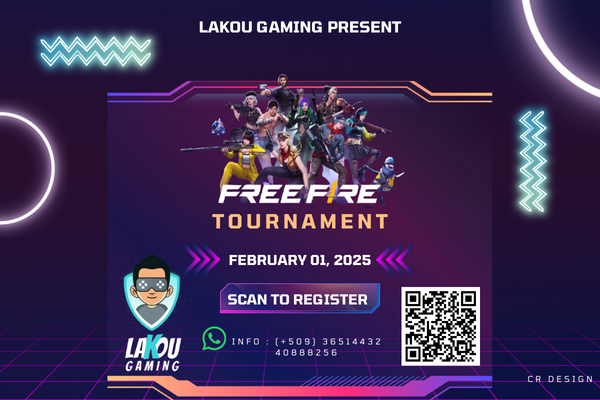 LAKOU GAMING PRESENT
FREE FIRE
TOURNAMENT
FEBRUARY 01, 2025
SCAN TO REGISTER
INFO : (+509) 36514432
40888256
LAKOU
GAMING
CR DESIGN